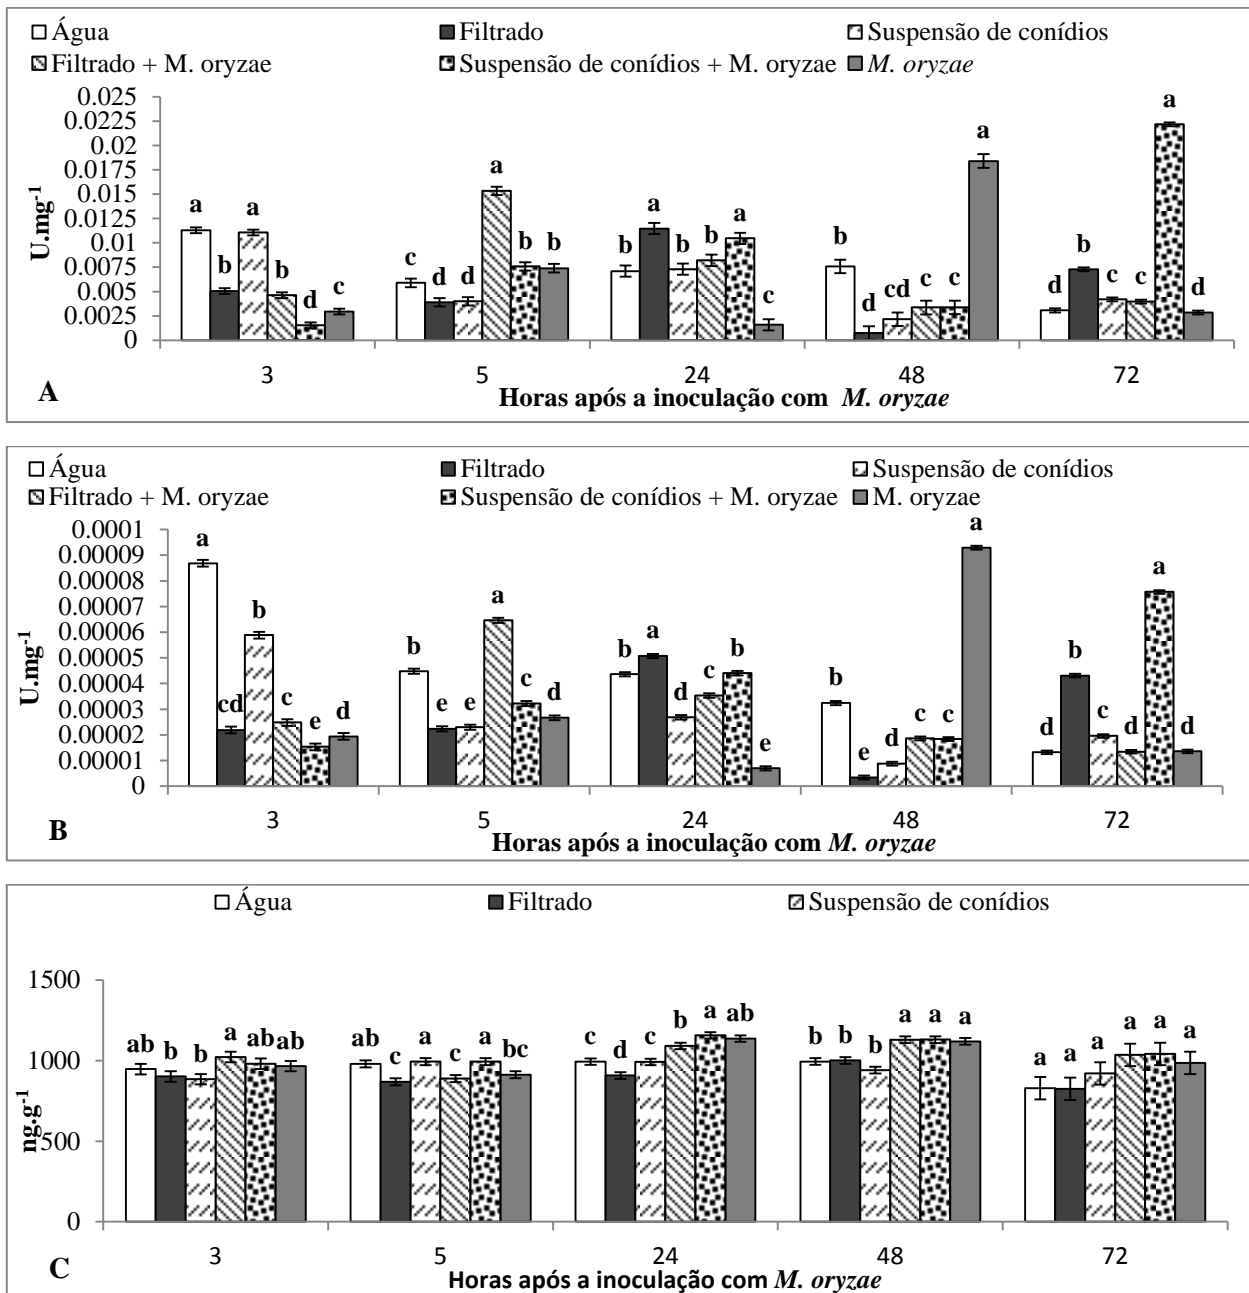 Água Filtrado Suspensão de conídios
Filtrado + M. oryzae Suspensão de conídios + M. oryzae M. oryzae
0.025
0.0225
0.02
0.0175
0.015
0.0125
0.01
0.0075
0.005
0.0025
0
U.mg-1
a b a b d c
c d d a b b
b a b b a c
b d cd c c a
d b c c a d
3 5 24 48 72
A Horas após a inoculação com M. oryzae
Água Filtrado Suspensão de conídios
Filtrado + M. oryzae Suspensão de conídios + M. oryzae M. oryzae
0.0001
0.00009
0.00008
0.00007
0.00006
0.00005
0.00004
0.00003
0.00002
0.00001
0
U.mg-1
a cd b c e d
b e e a c d
b a d c b e
b e d c c a
d b c d a d
3 5 24 48 72
B Horas após a inoculação com M. oryzae
Água Filtrado Suspensão de conídios
1500
1000
500
0
ng.g-1
ab b b a ab ab
ab c a c a bc
c d c b a ab
b b b a a a
a a a a a a
3 5 24 48 72
C Horas após a inoculação com M. oryzae